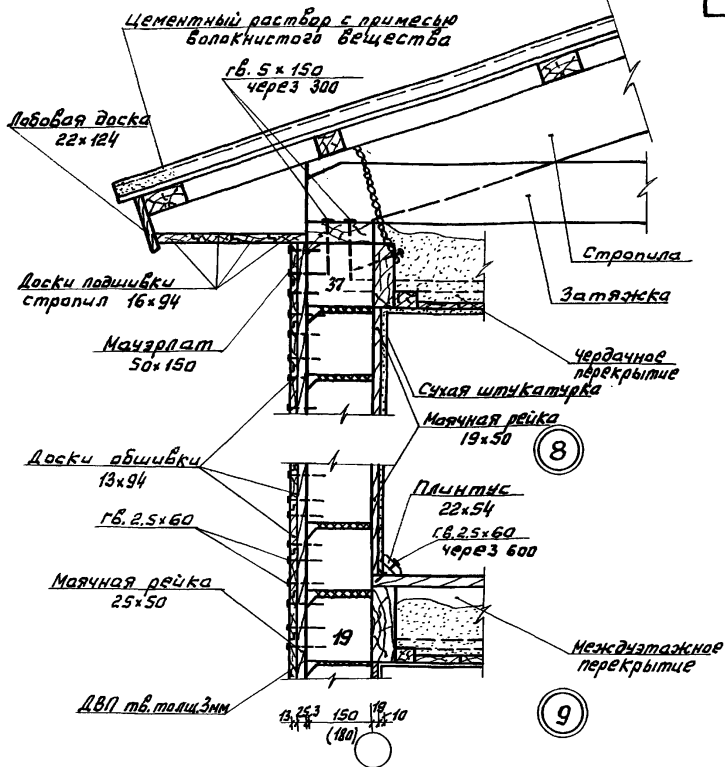 Цементный раствор с примесью
волокнистого вещества
гв. 5×150
через 300
Лобовая доска
22×124
Стропила
Доски подшивки
стропил 16×94
37
Затяжка
Мауэрлат
50×150
Чердачное
перекрытие
Сухая штукатурка
Маячная рейка
19×50
8
Доски обшивки
13×94
Плинтус
22×54
гв. 2.5×60
гв. 2.5×60
через 600
Маячная рейка
25×50
19
Междуэтажное
перекрытие
ДВП тв. толщ. 3мм
9
13 25 3 150 19 10
(180)